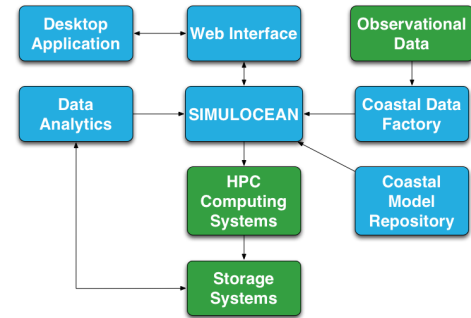 Desktop
Application
Web Interface
Observational
Data
Data
Analytics
SIMULOCEAN
Coastal Data
Factory
HPC
Computing
Systems
Coastal
Model
Repository
Storage
Systems